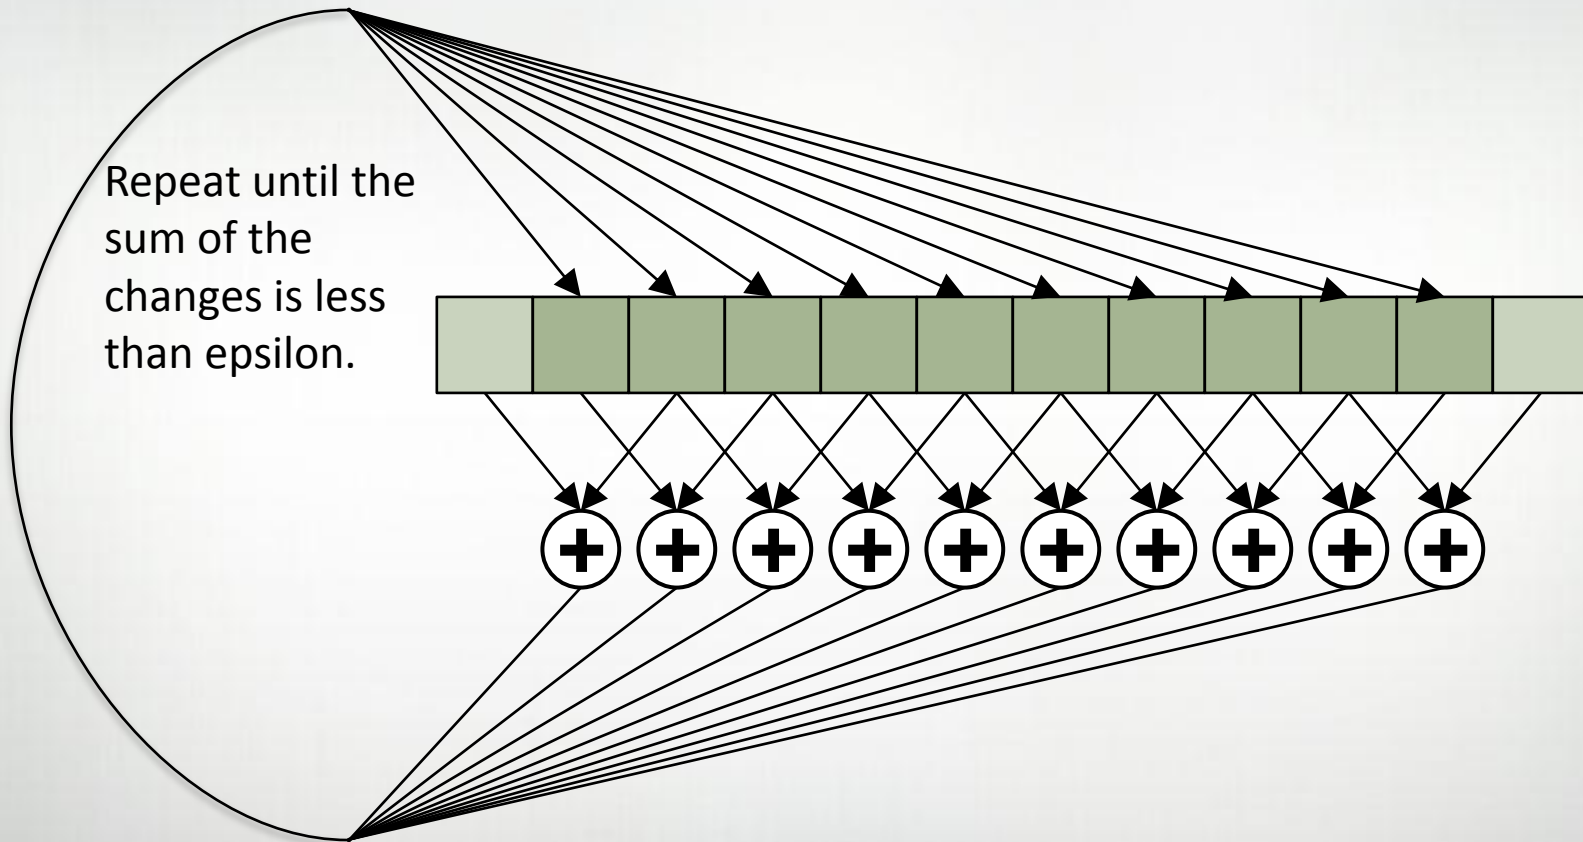 Repeat until the
sum of the
changes is less
than epsilon.
+ + + + + + + + + +